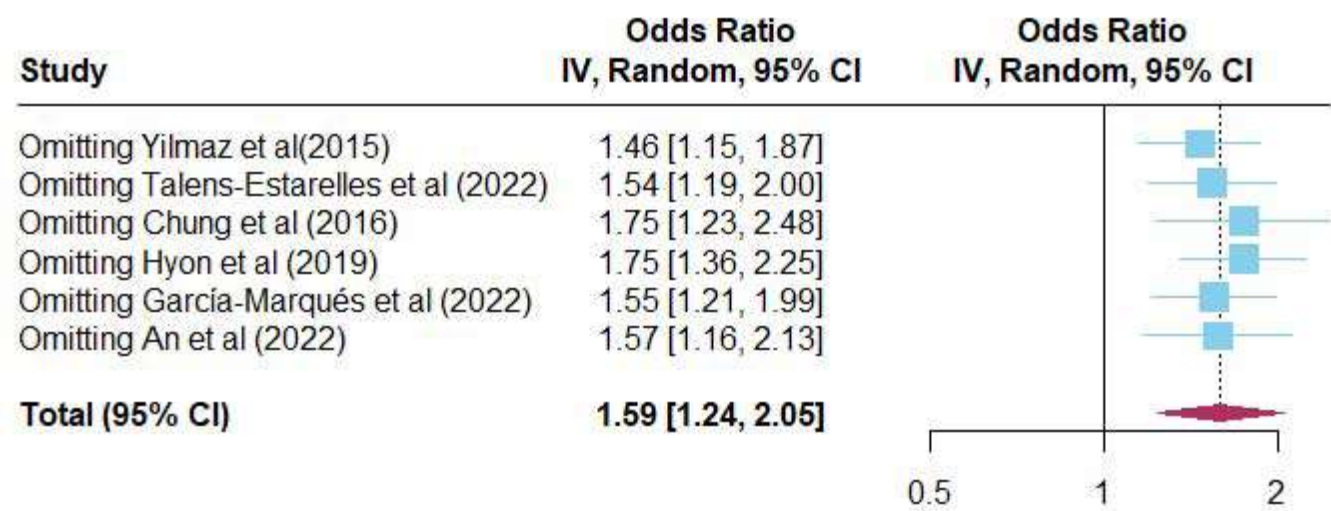 Odds Ratio Odds Ratio
Study IV, Random, 95% CI IV, Random, 95% CI
Omitting Yilmaz et al(2015) 1.46 [1.15, 1.87]
Omitting Talens-Estarelles et al (2022) 1.54 [1.19, 2.00]
Omitting Chung et al (2016) 1.75 [1.23, 2.48]
Omitting Hyon et al (2019) 1.75 [1.36, 2.25]
Omitting García-Marqués et al (2022) 1.55 [1.21, 1.99]
Omitting An et al (2022) 1.57 [1.16, 2.13]
Total (95% CI) 1.59 [1.24, 2.05]
0.5 1 2